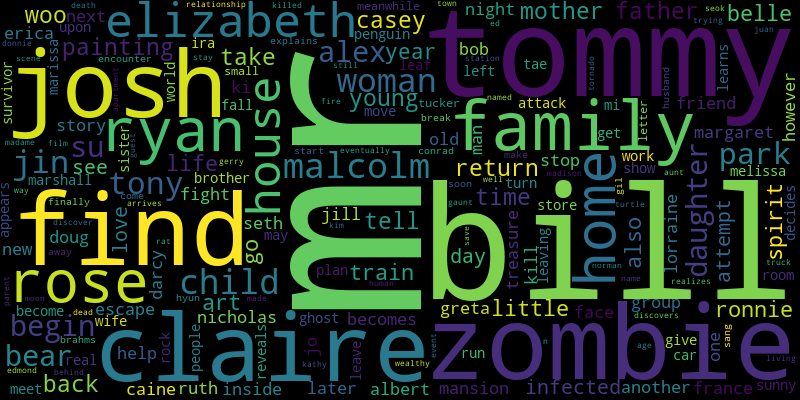 death relationship killed meanwhile seok town trying
woo next elizabeth casey night mother father belle
erica upon painting ira take alex year penguin bob tommy juan
donnie scene encounter stay explains station ed
survivor josh marissa apartment world small woman left tae tornado husband learns
ryan house still leaf young family named attack friend letter
story ki fall fire move tucker break man mi margaret however
jin su sister guest gerry brother start eventually conrad old get park
madame film see life malcolm return stop work show melissa
marshall tony fight make madison aunt
way come mr well turn home daughter spirit
appears finally find love arrives seth jill tell soon time store gil turtle decides
discover doug go may kim gaunt also lorraine attempt
new away rat save day kill leaving norman truck
parent moon rose darcy child plan train human treasure bill name realizes room
hyun made art
become dead escape nicholas reveals ghost becomes greta little group discovers ronnie
begin wife claire jo face
brahms people wealthy event n zombie age one give sang
bear real help rock leave run car living
edmond behind kathy
meet back caine ruth inside later albert mansion infected another france sunny